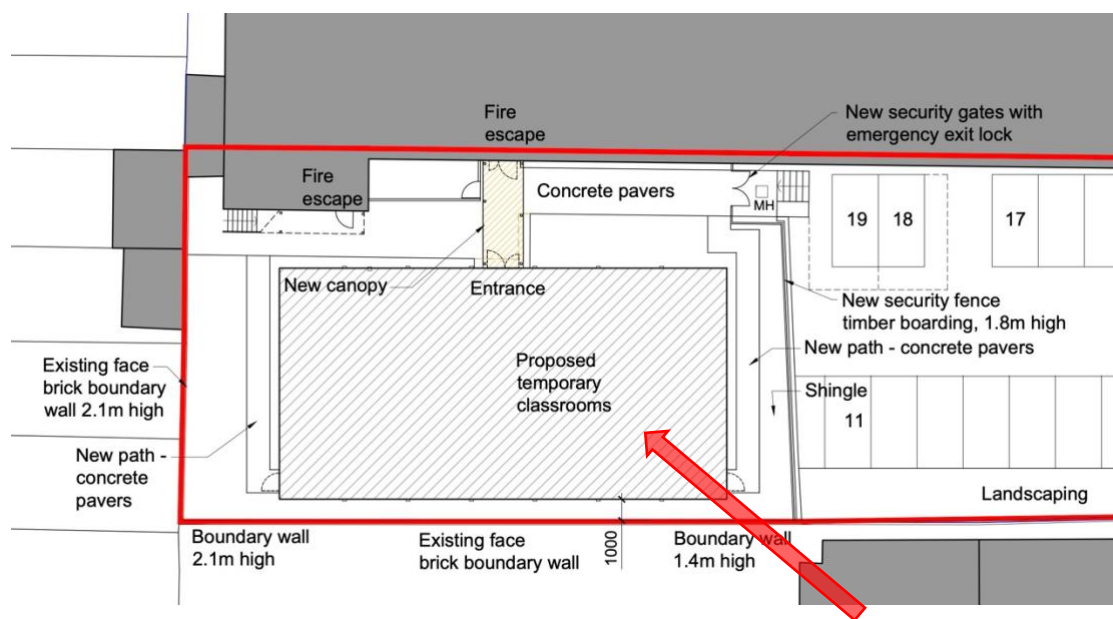 Fire
escape
New security gates with
emergency exit lock
Fire
escape
Concrete pavers
MH
19
18
17
New canopy
Entrance
New security fence
timber boarding, 1.8m high
New path - concrete pavers
Existing face
brick boundary
wall 2.1m high
Proposed
temporary
classrooms
Shingle
11
New path -
concrete
pavers
Landscaping
Boundary wall
2.1m high
Existing face
brick boundary wall
1000
Boundary wall
1.4m high